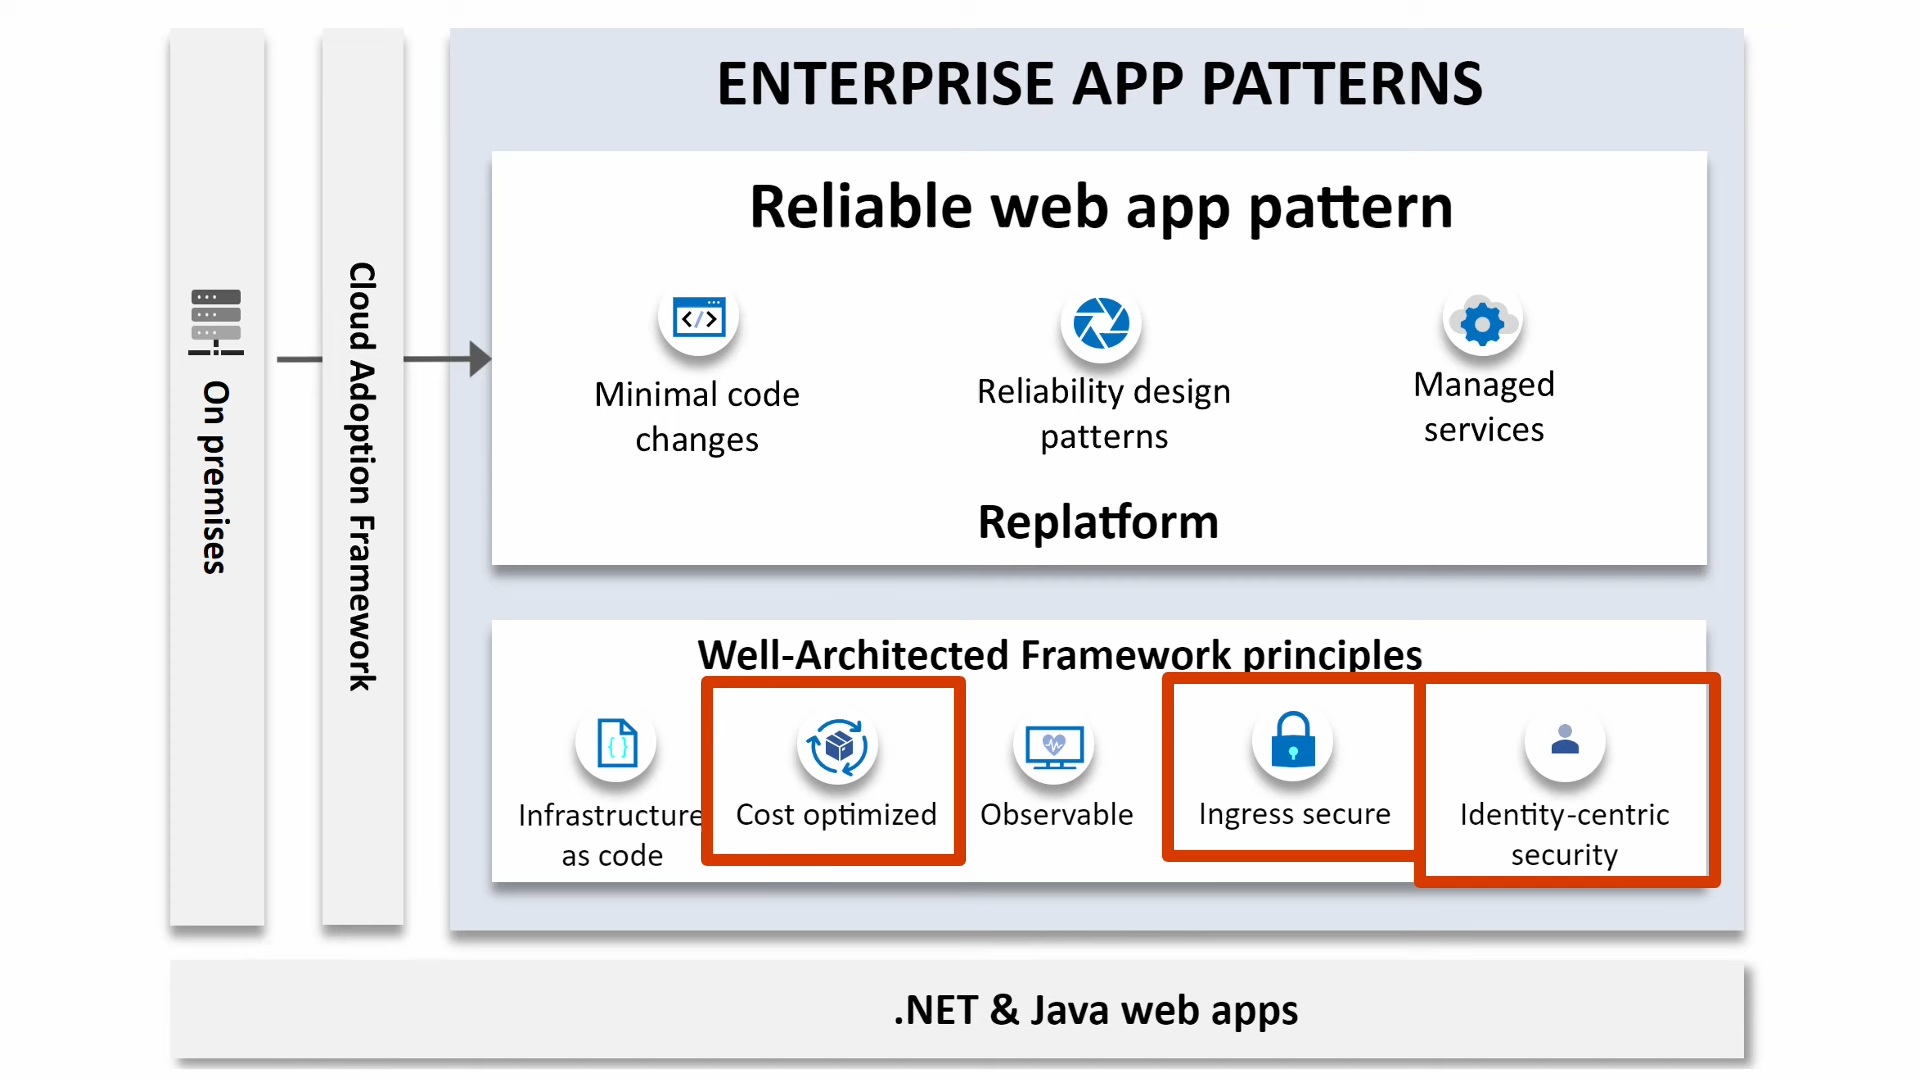 On premises
Cloud Adoption Framework
ENTERPRISE APP PATTERNS
Reliable web app pattern
Minimal code
changes
Reliability design
patterns
Managed
services
Replatform
Well-Architected Framework principles
Infrastructure
as code
Cost optimized
Observable
Ingress secure
Identity-centric
security
.NET & Java web apps